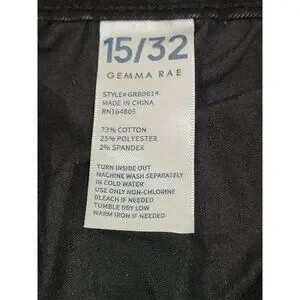 15/32
GEMMA RAE
STYLE#GRB0614
MADE IN CHINA
RN164805
73% COTTON
25% POLYESTER
2% SPANDEX
TURN INSIDE OUT
MACHINE WASH SEPARATELY
IN COLD WATER
USE ONLY NON-CHLORINE
BLEACH IF NEEDED
TUMBLE DRY LOW
WARM IRON IF NEEDED